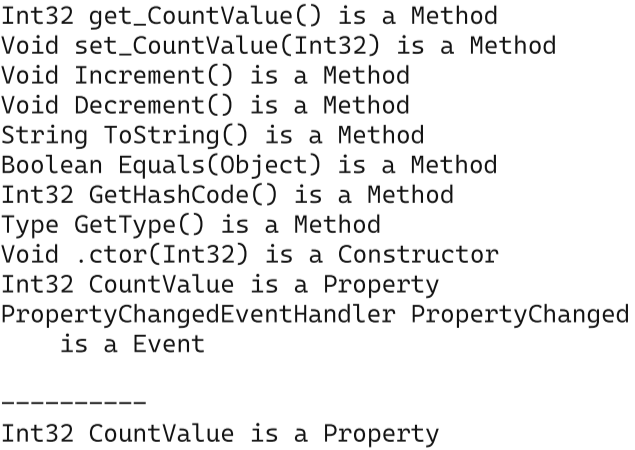 Int32 get_CountValue() is a Method
Void set_CountValue(Int32) is a Method
Void Increment() is a Method
Void Decrement() is a Method
String ToString() is a Method
Boolean Equals(Object) is a Method
Int32 GetHashCode() is a Method
Type GetType() is a Method
Void .ctor(Int32) is a Constructor
Int32 CountValue is a Property
PropertyChangedEventHandler PropertyChanged
    is a Event

----------
Int32 CountValue is a Property